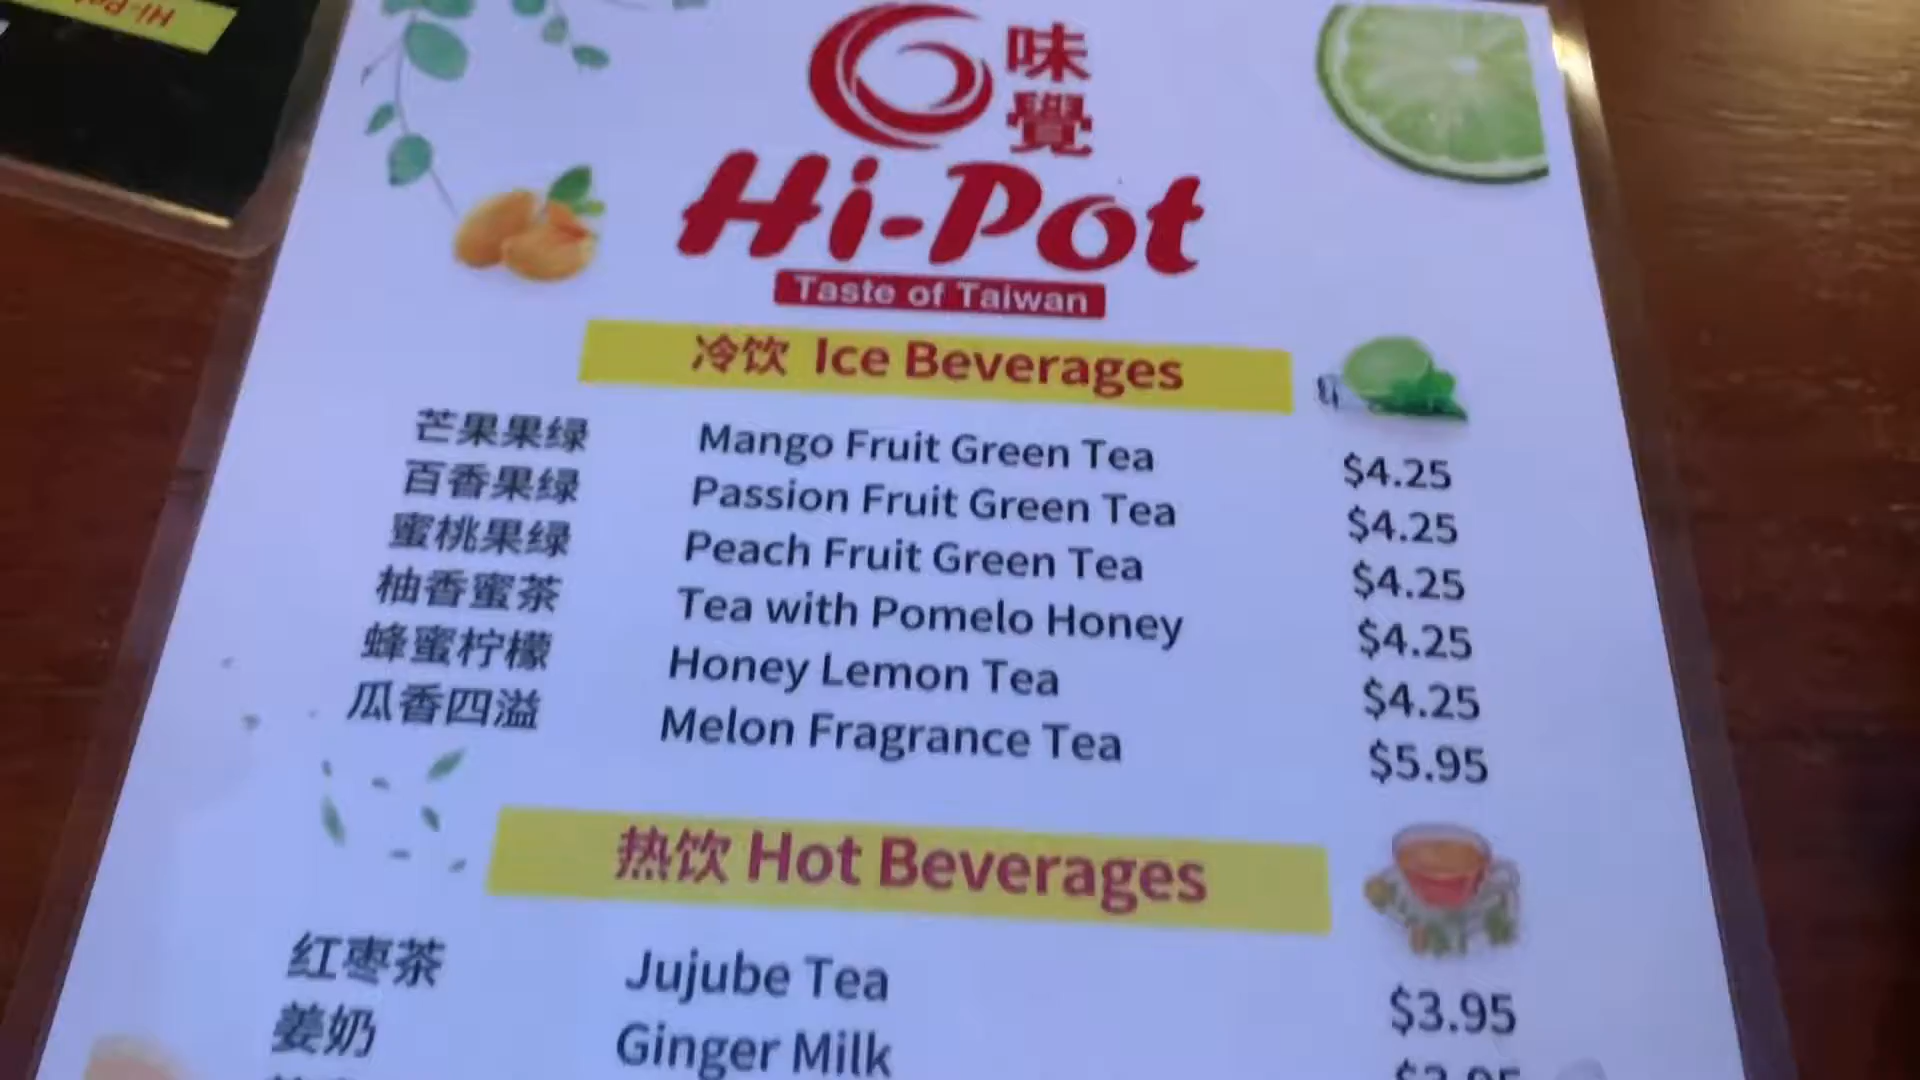 味
覺
Hi-Pot
Taste of Taiwan
冷饮 Ice Beverages
芒果果绿 Mango Fruit Green Tea $4.25
百香果绿 Passion Fruit Green Tea $4.25
蜜桃果绿 Peach Fruit Green Tea $4.25
柚香蜜茶 Tea with Pomelo Honey $4.25
蜂蜜柠檬 Honey Lemon Tea $4.25
瓜香四溢 Melon Fragrance Tea $5.95
热饮 Hot Beverages
红枣茶 Jujube Tea $3.95
姜奶 Ginger Milk